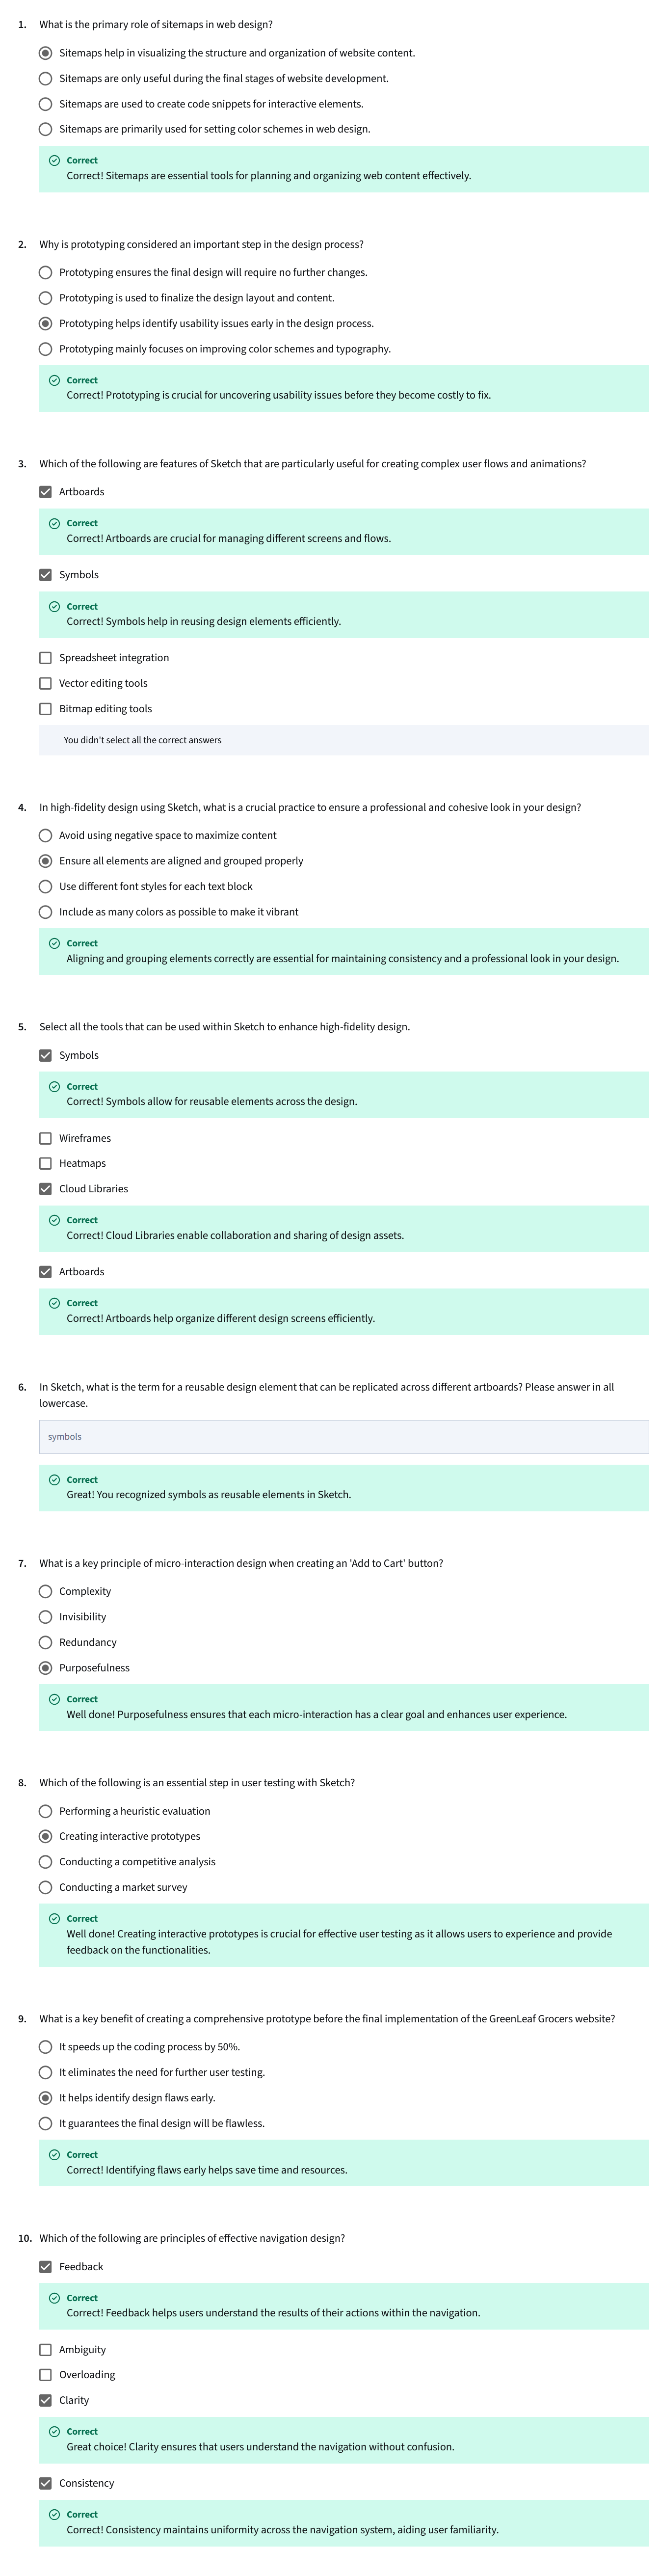 1. What is the primary role of sitemaps in web design?
Sitemaps help in visualizing the structure and organization of website content.
Sitemaps are only useful during the final stages of website development.
Sitemaps are used to create code snippets for interactive elements.
Sitemaps are primarily used for setting color schemes in web design.
Correct
Correct! Sitemaps are essential tools for planning and organizing web content effectively.
2. Why is prototyping considered an important step in the design process?
Prototyping ensures the final design will require no further changes.
Prototyping is used to finalize the design layout and content.
Prototyping helps identify usability issues early in the design process.
Prototyping mainly focuses on improving color schemes and typography.
Correct
Correct! Prototyping is crucial for uncovering usability issues before they become costly to fix.
3. Which of the following are features of Sketch that are particularly useful for creating complex user flows and animations?
Artboards
Correct
Correct! Artboards are crucial for managing different screens and flows.
Symbols
Correct
Correct! Symbols help in reusing design elements efficiently.
Spreadsheet integration
Vector editing tools
Bitmap editing tools
You didn't select all the correct answers
4. In high-fidelity design using Sketch, what is a crucial practice to ensure a professional and cohesive look in your design?
Avoid using negative space to maximize content
Ensure all elements are aligned and grouped properly
Use different font styles for each text block
Include as many colors as possible to make it vibrant
Correct
Aligning and grouping elements correctly are essential for maintaining consistency and a professional look in your design.
5. Select all the tools that can be used within Sketch to enhance high-fidelity design.
Symbols
Correct
Correct! Symbols allow for reusable elements across the design.
Wireframes
Heatmaps
Cloud Libraries
Correct
Correct! Cloud Libraries enable collaboration and sharing of design assets.
Artboards
Correct
Correct! Artboards help organize different design screens efficiently.
6. In Sketch, what is the term for a reusable design element that can be replicated across different artboards? Please answer in all
lowercase.
symbols
Correct
Great! You recognized symbols as reusable elements in Sketch.
7. What is a key principle of micro-interaction design when creating an 'Add to Cart' button?
Complexity
Invisibility
Redundancy
Purposefulness
Correct
Well done! Purposefulness ensures that each micro-interaction has a clear goal and enhances user experience.
8. Which of the following is an essential step in user testing with Sketch?
Performing a heuristic evaluation
Creating interactive prototypes
Conducting a competitive analysis
Conducting a market survey
Correct
Well done! Creating interactive prototypes is crucial for effective user testing as it allows users to experience and provide
feedback on the functionalities.
9. What is a key benefit of creating a comprehensive prototype before the final implementation of the GreenLeaf Grocers website?
It speeds up the coding process by 50%.
It eliminates the need for further user testing.
It helps identify design flaws early.
It guarantees the final design will be flawless.
Correct
Correct! Identifying flaws early helps save time and resources.
10. Which of the following are principles of effective navigation design?
Feedback
Correct
Correct! Feedback helps users understand the results of their actions within the navigation.
Ambiguity
Overloading
Clarity
Correct
Great choice! Clarity ensures that users understand the navigation without confusion.
Consistency
Correct
Correct! Consistency maintains uniformity across the navigation system, aiding user familiarity.